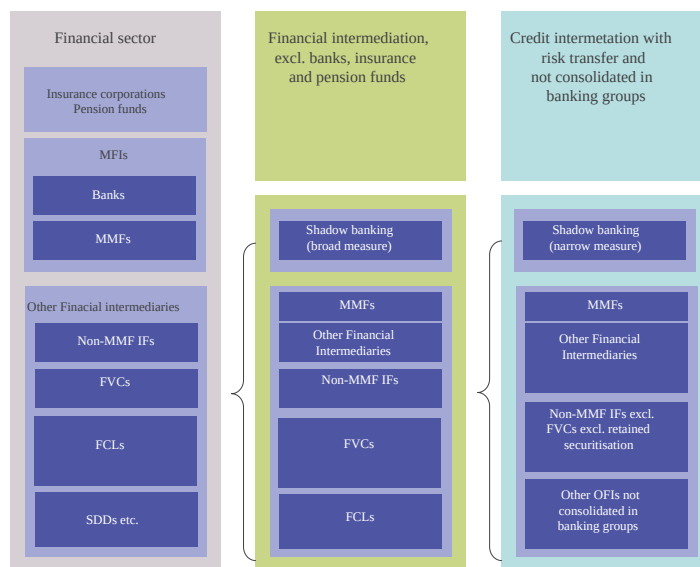 Financial sector
Insurance corporations
Pension funds
MFIs
Banks
MMFs
Other Finacial intermediaries
Non-MMF IFs
FVCs
FCLs
SDDs etc.
Financial intermediation,
excl. banks, insurance
and pension funds
Shadow banking
(broad measure)
MMFs
Other Financial
Intermediaries
Non-MMF IFs
FVCs
FCLs
Credit intermetation with
risk transfer and
not consolidated in
banking groups
Shadow banking
(narrow measure)
MMFs
Other Financial
Intermediaries
Non-MMF IFs excl.
FVCs excl. retained
securitisation
Other OFIs not
consolidated in
banking groups